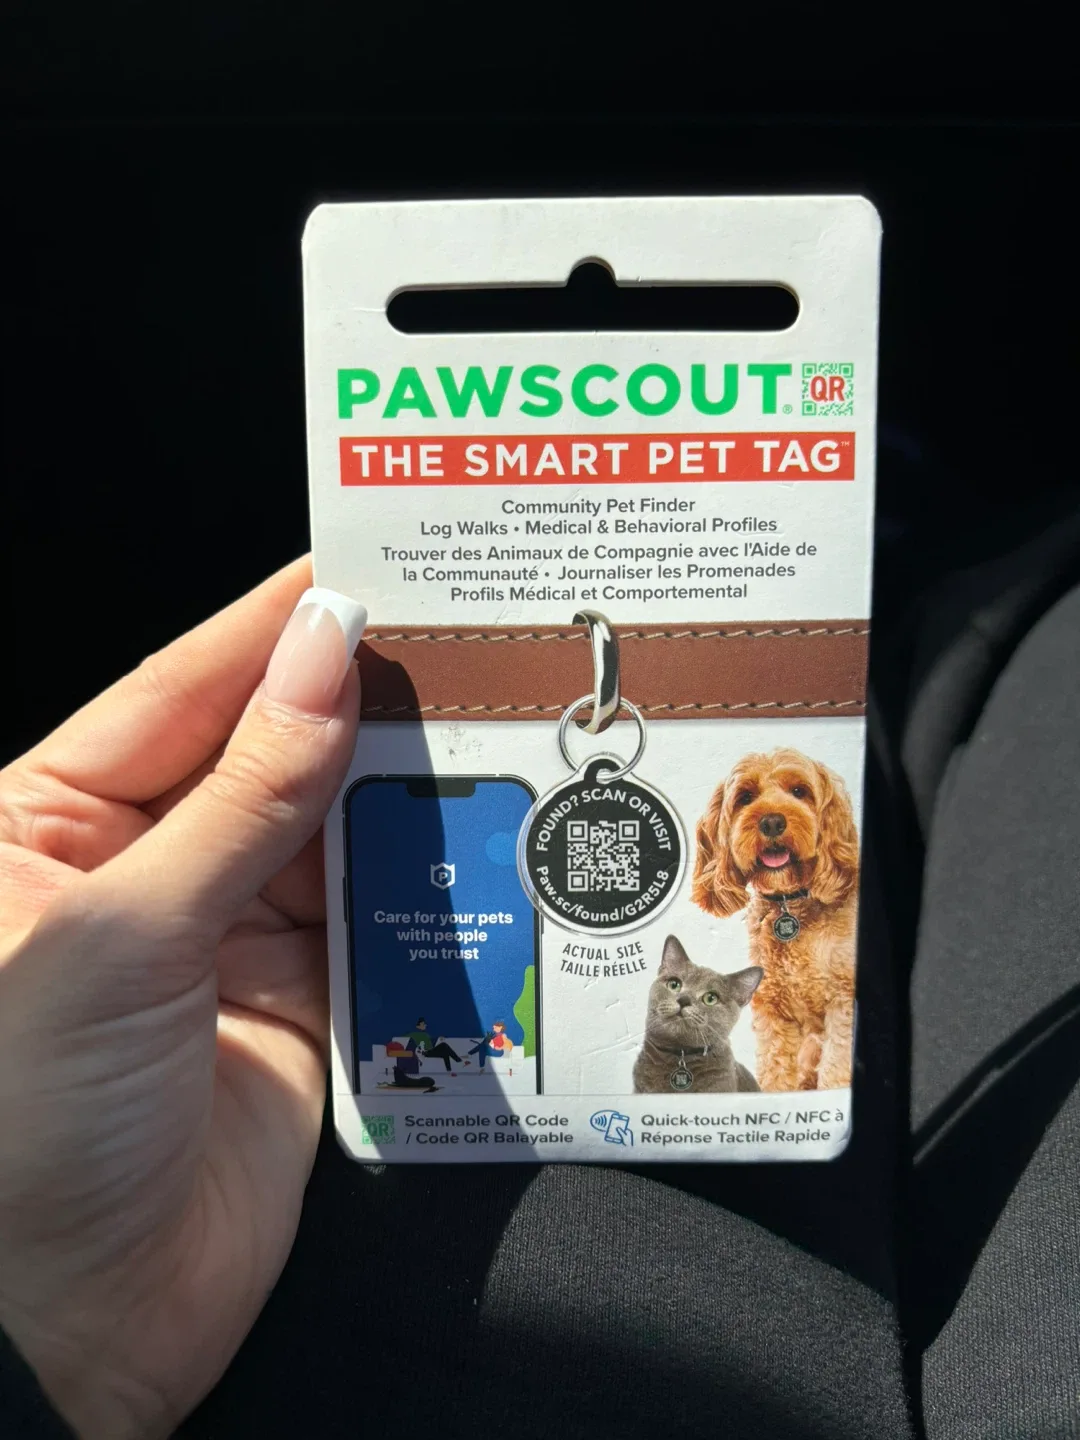 PAWSCOUT® QR
THE SMART PET TAG™
Community Pet Finder
Log Walks • Medical & Behavioral Profiles
Trouver des Animaux de Compagnie avec l'Aide de
la Communauté • Journaliser les Promenades
Profils Médical et Comportemental
FOUND? SCAN OR VISIT
Paw.sc/found/G2R5L8
P
Care for your pets
with people
you trust
ACTUAL SIZE
TAILLE RÉELLE
QR
Scannable QR Code
/ Code QR Balayable
Quick-touch NFC / NFC à
Réponse Tactile Rapide